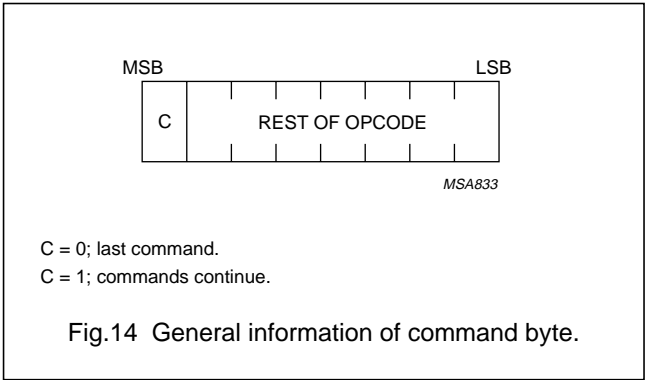 MSB LSB
C REST OF OPCODE
MSA833
C = 0; last command.
C = 1; commands continue.
Fig.14 General information of command byte.